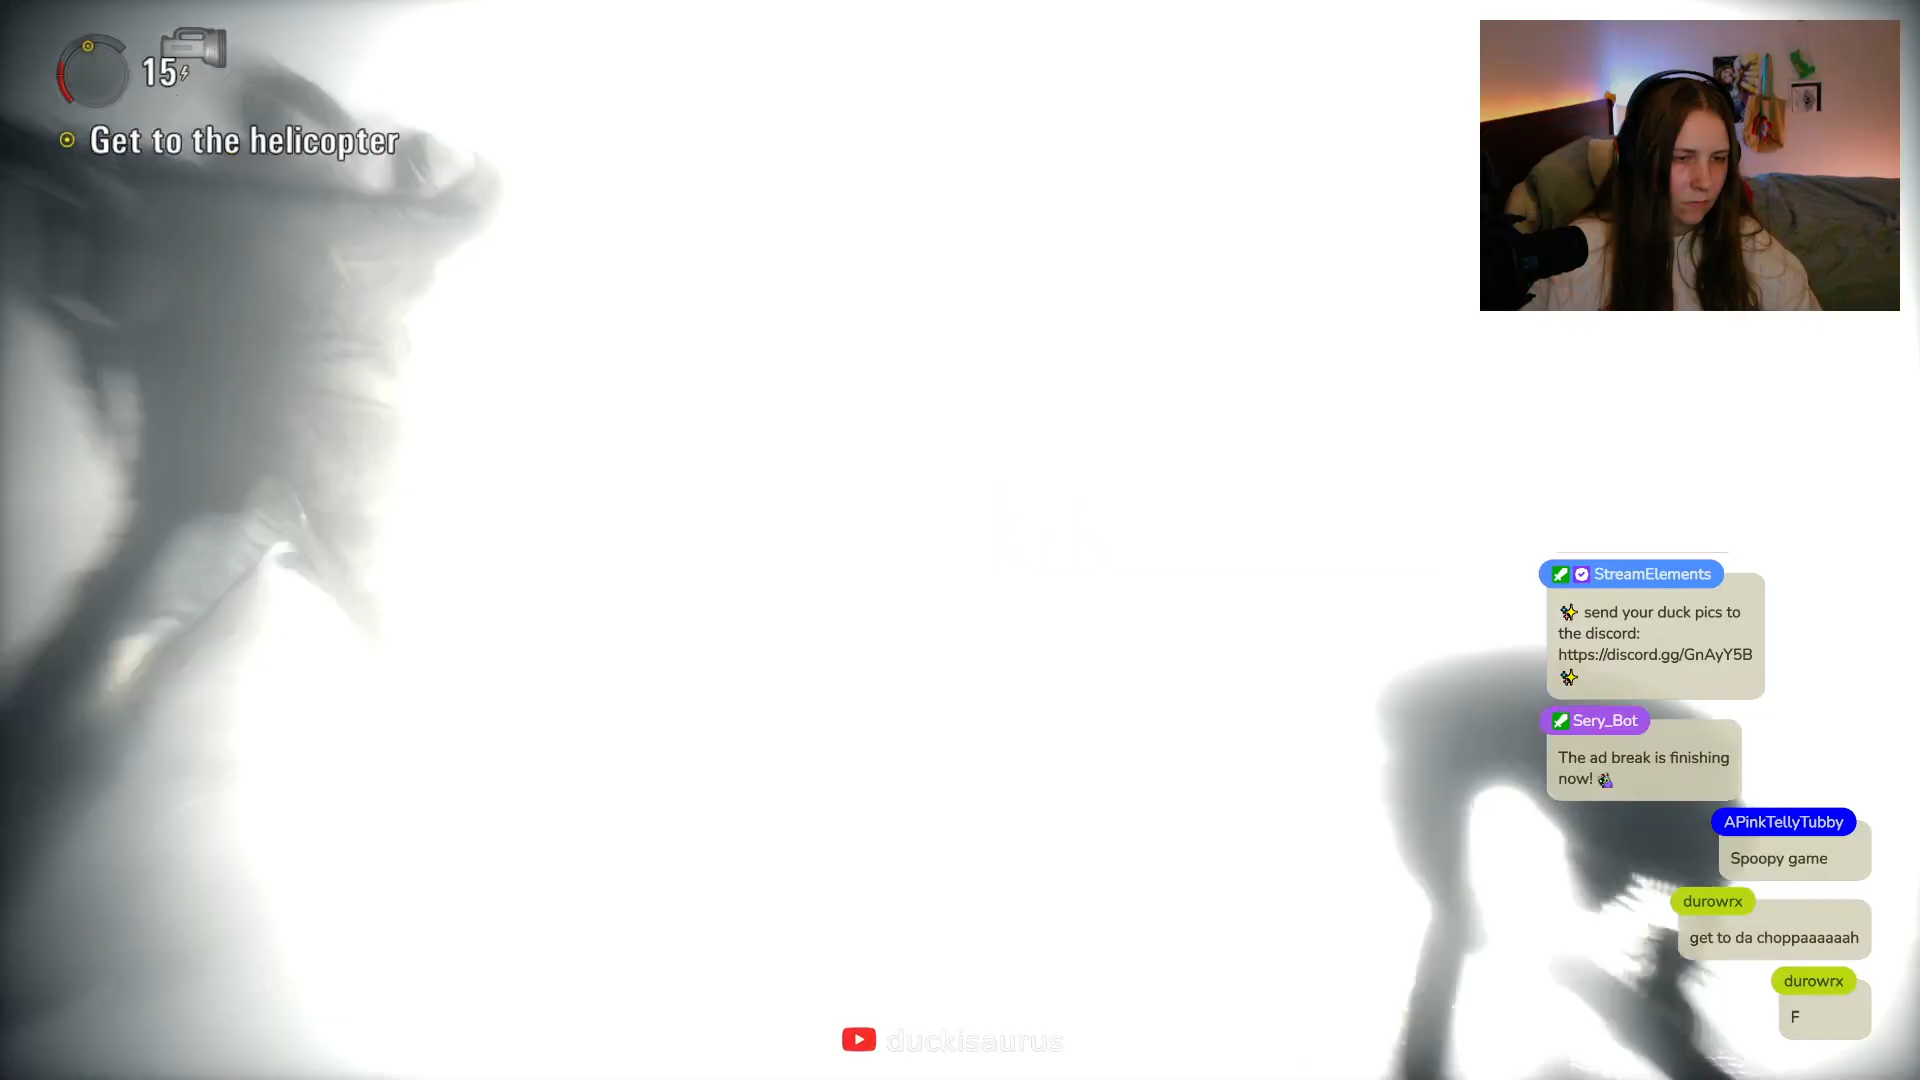 15
Get to the helicopter
StreamElements
send your duck pics to
the discord:
https://discord.gg/GnAyY5B
Sery_Bot
The ad break is finishing
now!
APinkTellyTubby
Spoopy game
durowrx
get to da choppaaaaaah
durowrx
F
duckisaurus